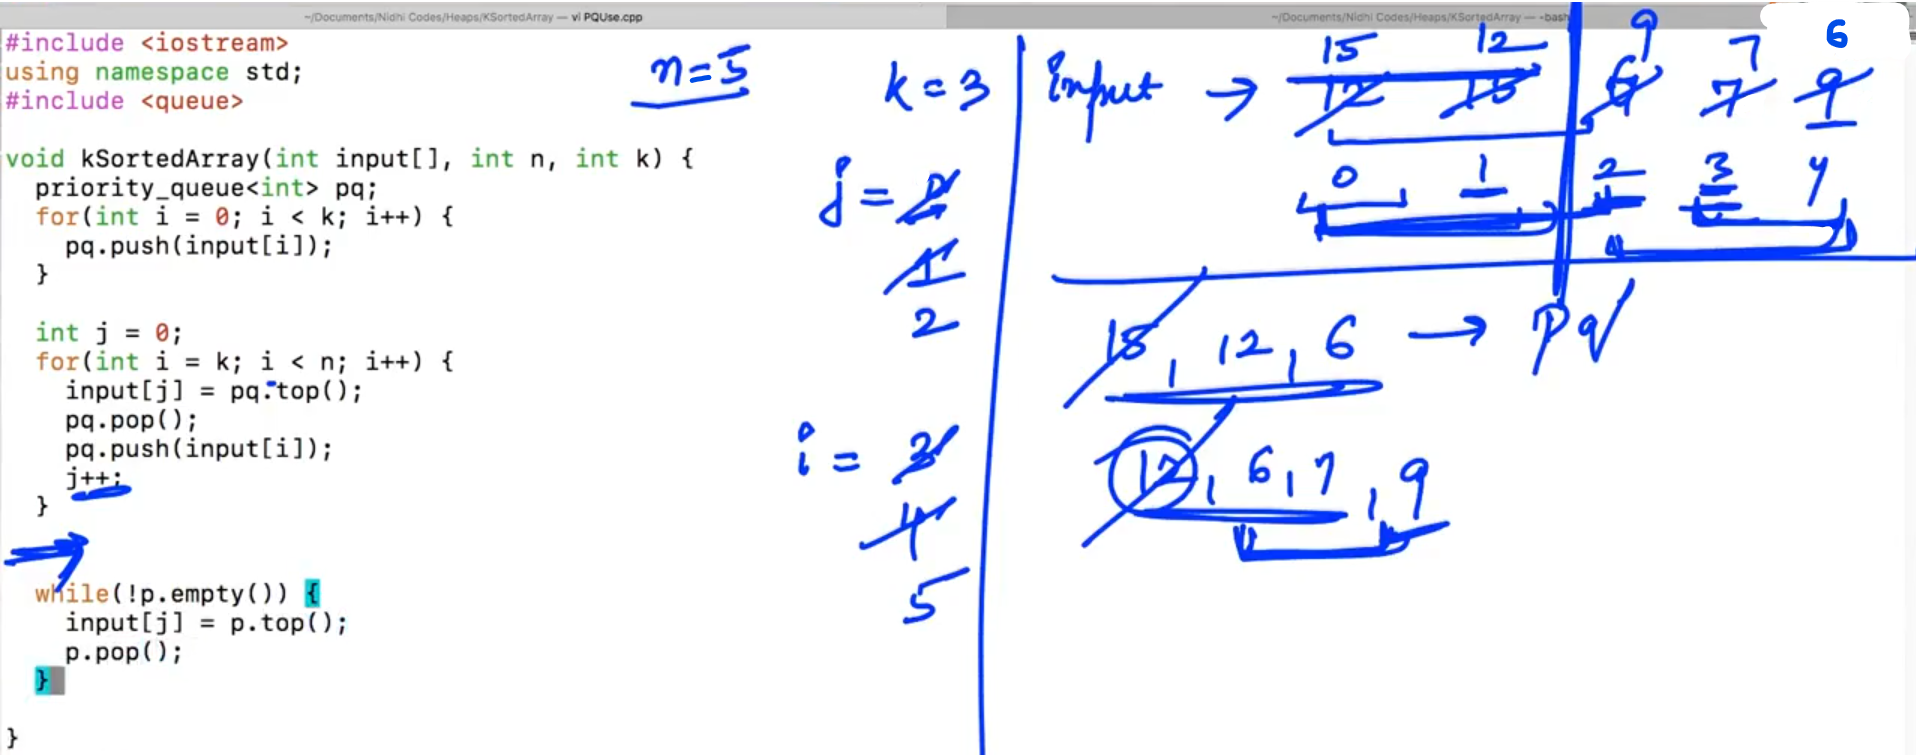 ~/Documents/Nidhi Codes/Heaps/KSortedArray — vi PQUse.cpp
~/Documents/Nidhi Codes/Heaps/KSortedArray — -bash
#include <iostream>
using namespace std;
#include <queue>
void kSortedArray(int input[], int n, int k) {
priority_queue<int> pq;
for(int i = 0; i < k; i++) {
pq.push(input[i]);
}
int j = 0;
for(int i = k; i < n; i++) {
input[j] = pq.top();
pq.pop();
pq.push(input[i]);
j++;
}
while(!p.empty()) {
input[j] = p.top();
p.pop();
}
}
n=5
k=3
j = 0
1
2
i = 3
4
5
15 12 9 7 6
input → 12 15 6 7 9
0 1 2 3 4
15, 12, 6 → pq
12, 6, 7, 9